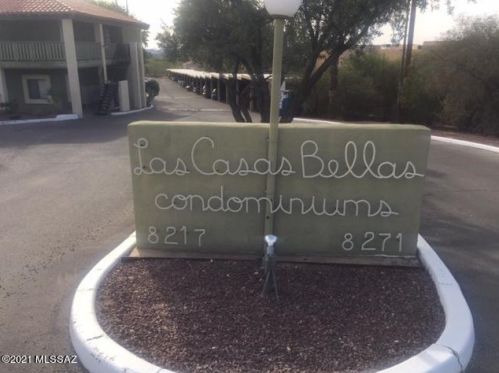 Las Casas Bellas
condominiums
8217 8271
©2021 MLSSAZ